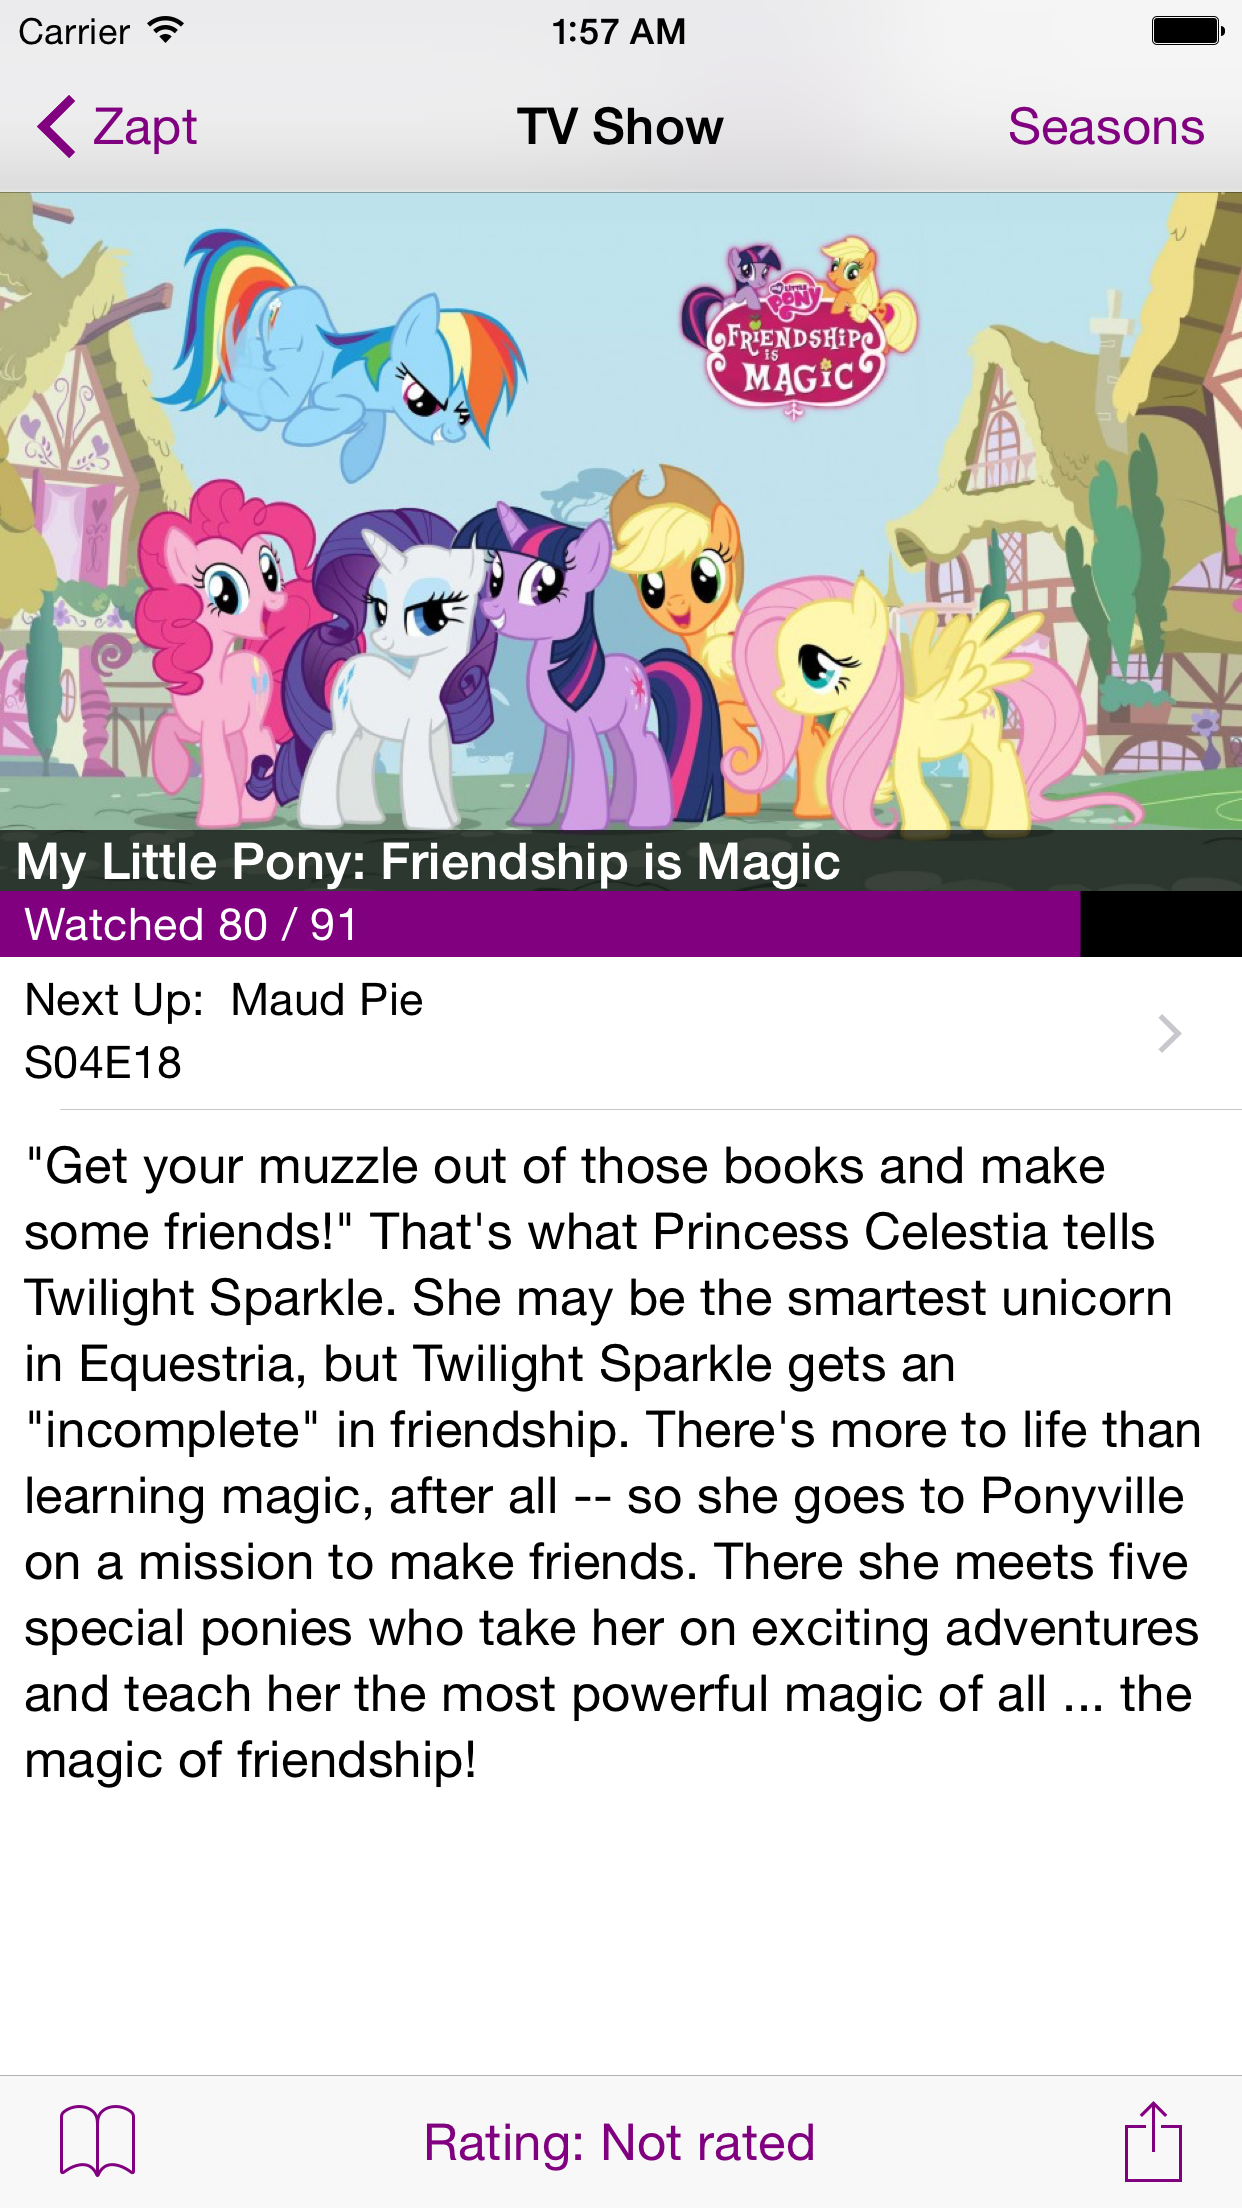 Carrier
1:57 AM
Zapt
TV Show
Seasons
MY LITTLE
PONY
FRiENDSHiP
iS
MAGiC
My Little Pony: Friendship is Magic
Watched 80 / 91
Next Up: Maud Pie
S04E18
"Get your muzzle out of those books and make
some friends!" That's what Princess Celestia tells
Twilight Sparkle. She may be the smartest unicorn
in Equestria, but Twilight Sparkle gets an
"incomplete" in friendship. There's more to life than
learning magic, after all -- so she goes to Ponyville
on a mission to make friends. There she meets five
special ponies who take her on exciting adventures
and teach her the most powerful magic of all ... the
magic of friendship!
Rating: Not rated